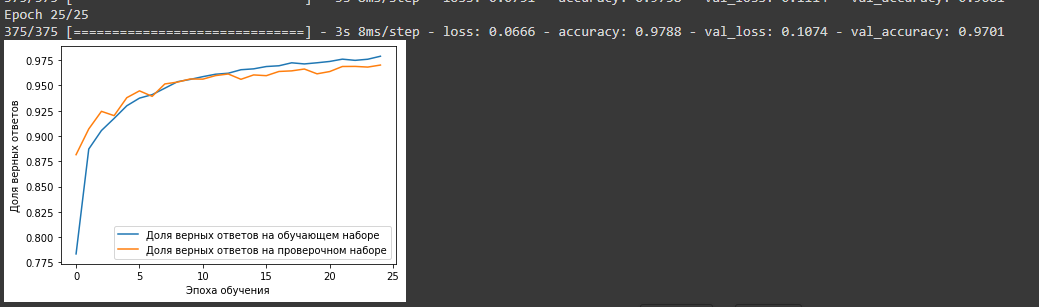 Epoch 25/25
375/375 [==============================] - 3s 8ms/step - loss: 0.0666 - accuracy: 0.9788 - val_loss: 0.1074 - val_accuracy: 0.9701
0.975
0.950
0.925
0.900
0.875
0.850
0.825
0.800
0.775
Доля верных ответов
Доля верных ответов на обучающем наборе
Доля верных ответов на проверочном наборе
0 5 10 15 20 25
Эпоха обучения